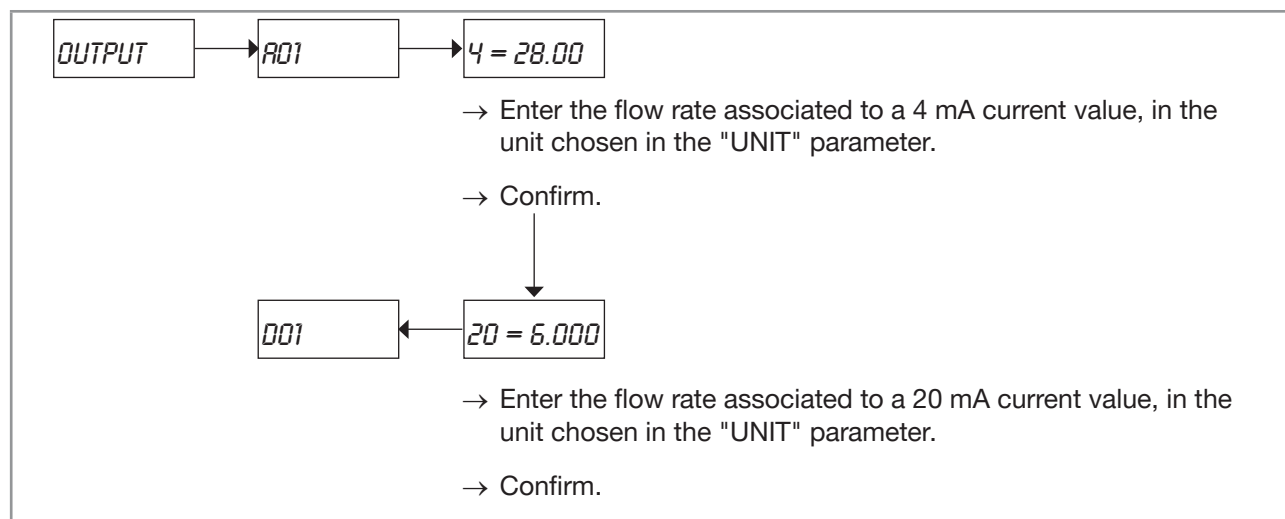 OUTPUT
AO1
4 = 28.00
→ Enter the flow rate associated to a 4 mA current value, in the
unit chosen in the "UNIT" parameter.
→ Confirm.
DO1
20 = 6.000
→ Enter the flow rate associated to a 20 mA current value, in the
unit chosen in the "UNIT" parameter.
→ Confirm.